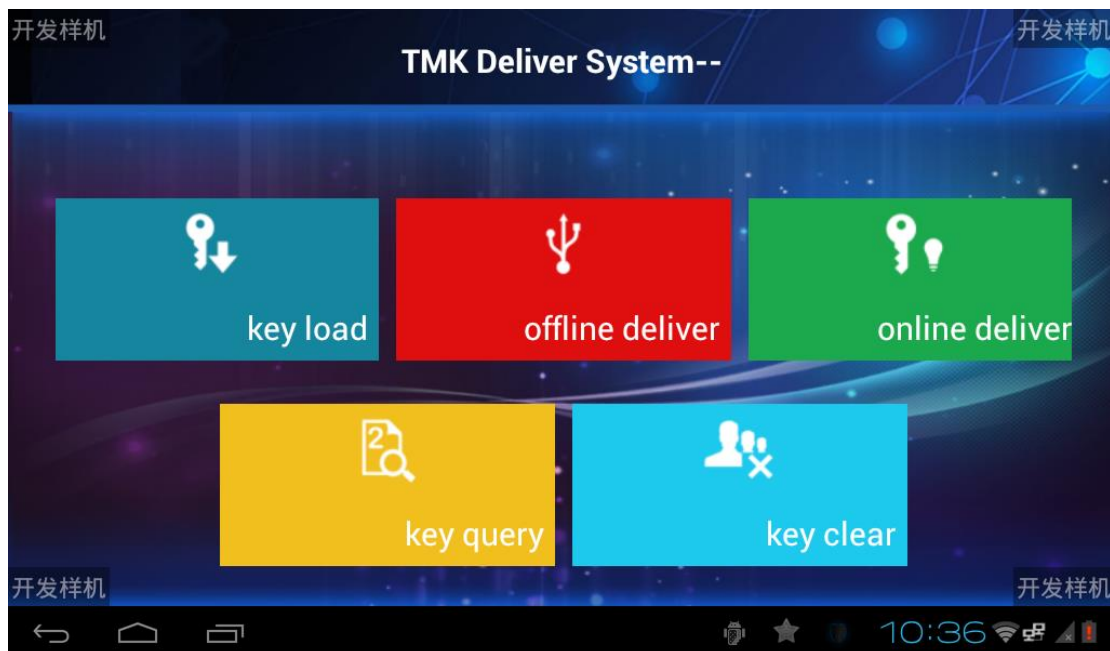 开发样机
开发样机
TMK Deliver System--
key load
offline deliver
online deliver
2
key query
key clear
开发样机
开发样机
10:36